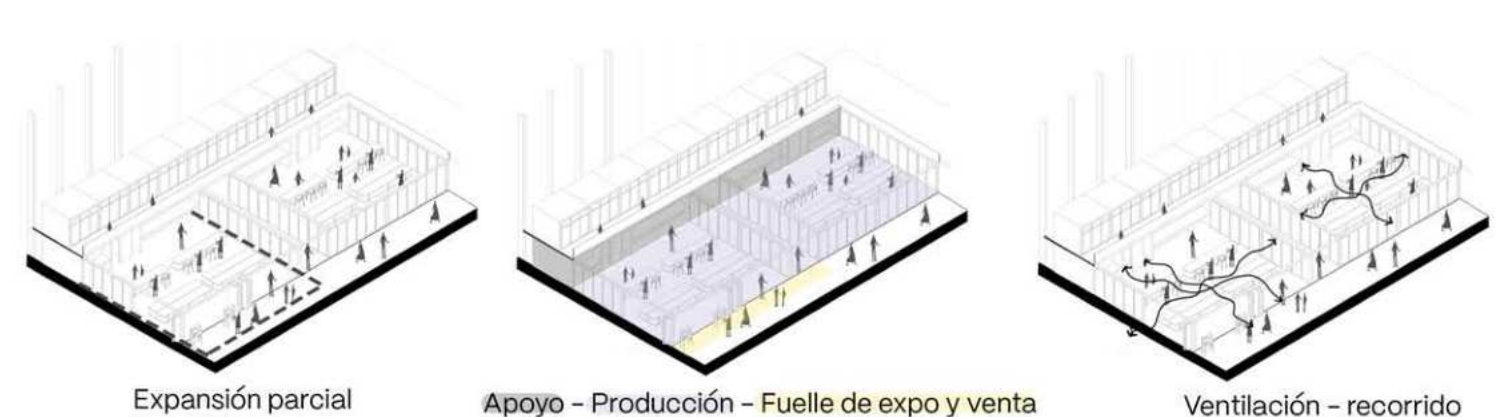 Expansión parcial
Apoyo - Producción - Fuelle de expo y venta
Ventilación - recorrido